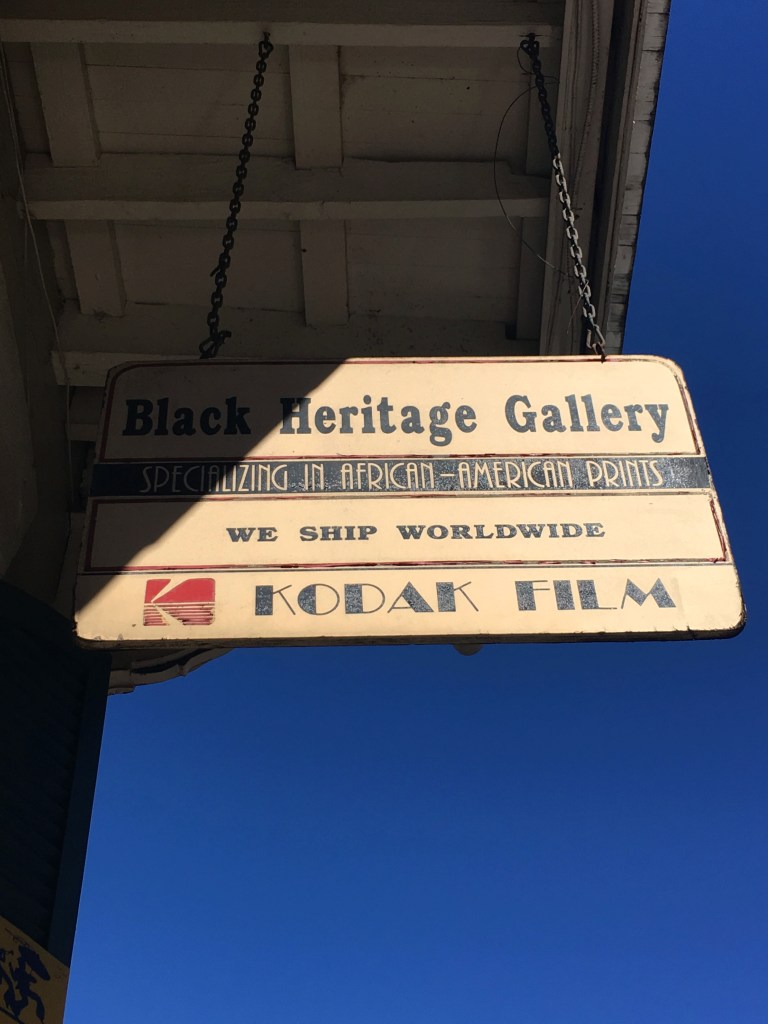 Black Heritage Gallery
SPECIALIZING IN AFRICAN-AMERICAN PRINTS
WE SHIP WORLDWIDE
KODAK FILM